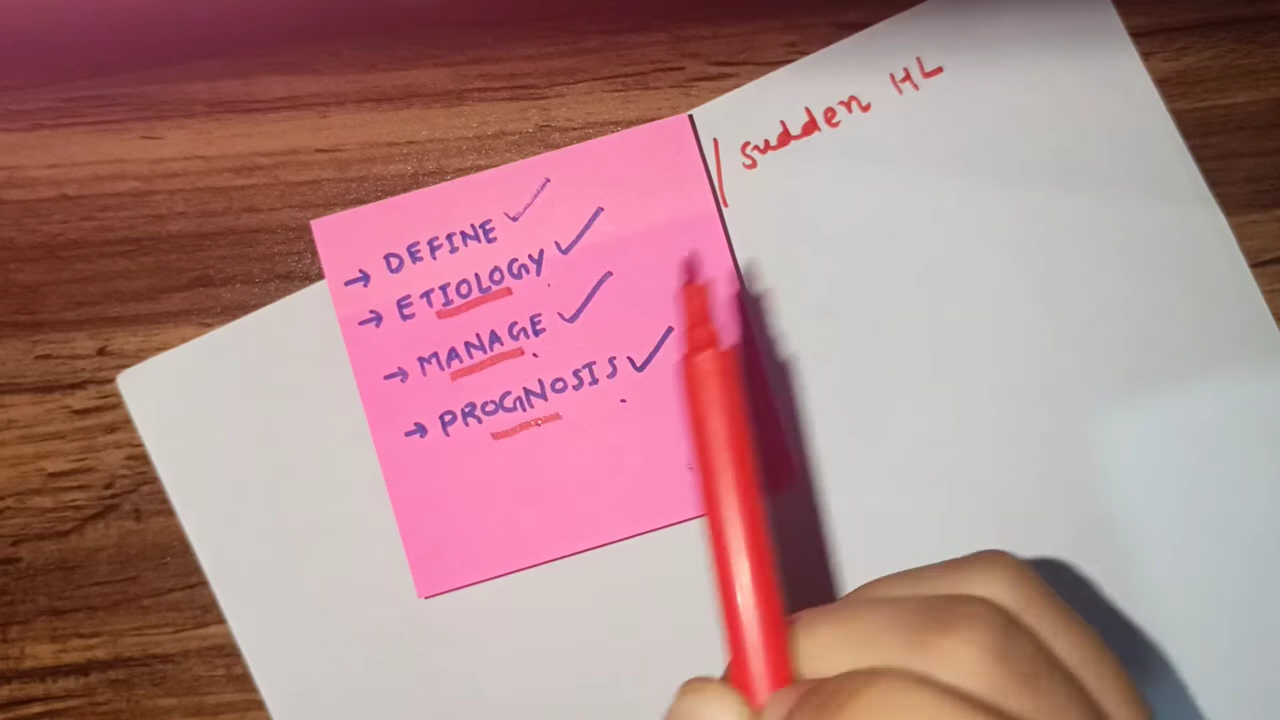 sudden HL
→ DEFINE ✓
→ ETIOLOGY ✓
→ MANAGE ✓
→ PROGNOSIS ✓